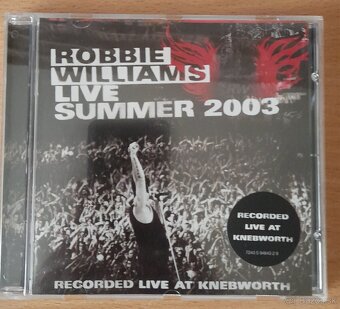 ROBBIE
WILLIAMS
LIVE
SUMMER 2003
RECORDED
LIVE AT
KNEBWORTH
RECORDED LIVE AT KNEBWORTH